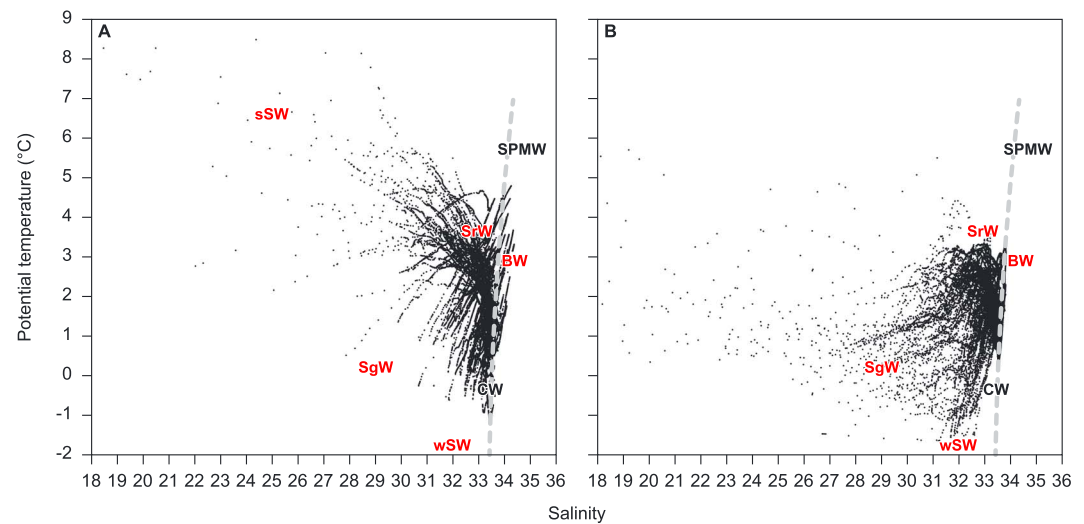 A
B
9
8
7
6
5
4
3
2
1
0
-1
-2
Potential temperature (°C)
sSW
SPMW
SrW
BW
SgW
CW
wSW
SPMW
SrW
BW
SgW
CW
wSW
18 19 20 21 22 23 24 25 26 27 28 29 30 31 32 33 34 35 36
18 19 20 21 22 23 24 25 26 27 28 29 30 31 32 33 34 35 36
Salinity